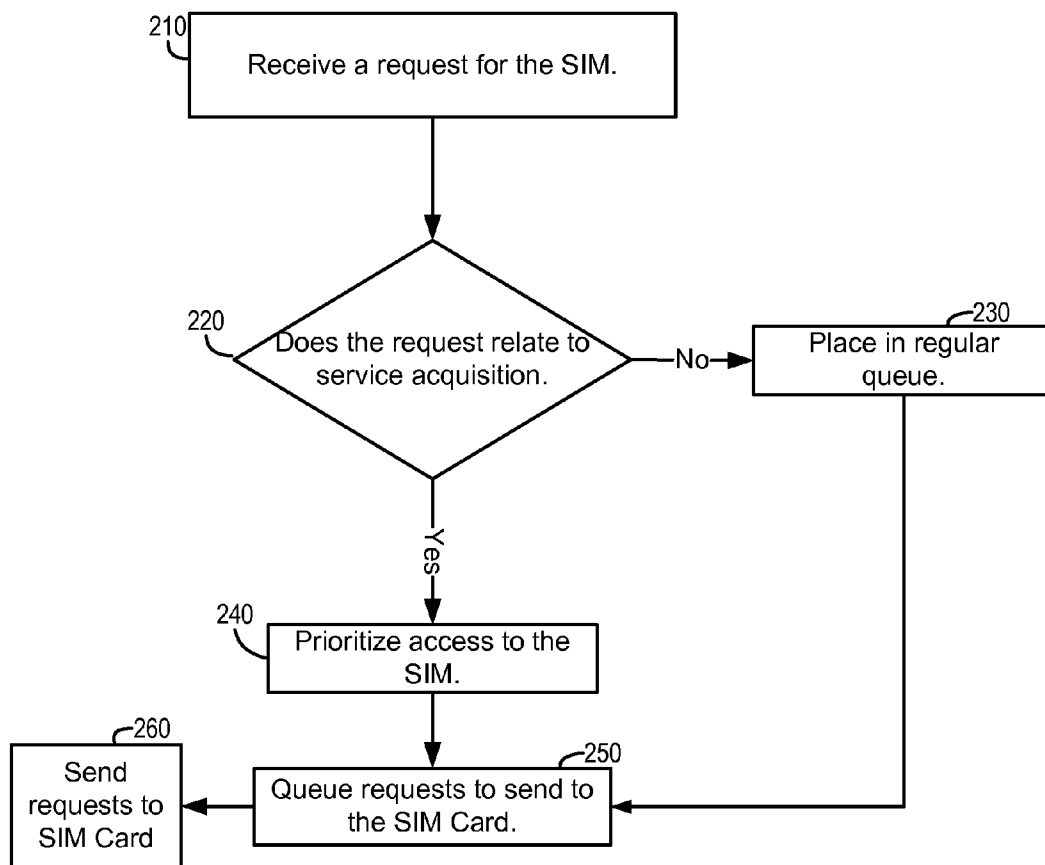 210
Receive a request for the SIM.
220
Does the request relate to
service acquisition.
No
230
Place in regular
queue.
Yes
240
Prioritize access to the
SIM.
250
Queue requests to send to
the SIM Card.
260
Send
requests to
SIM Card